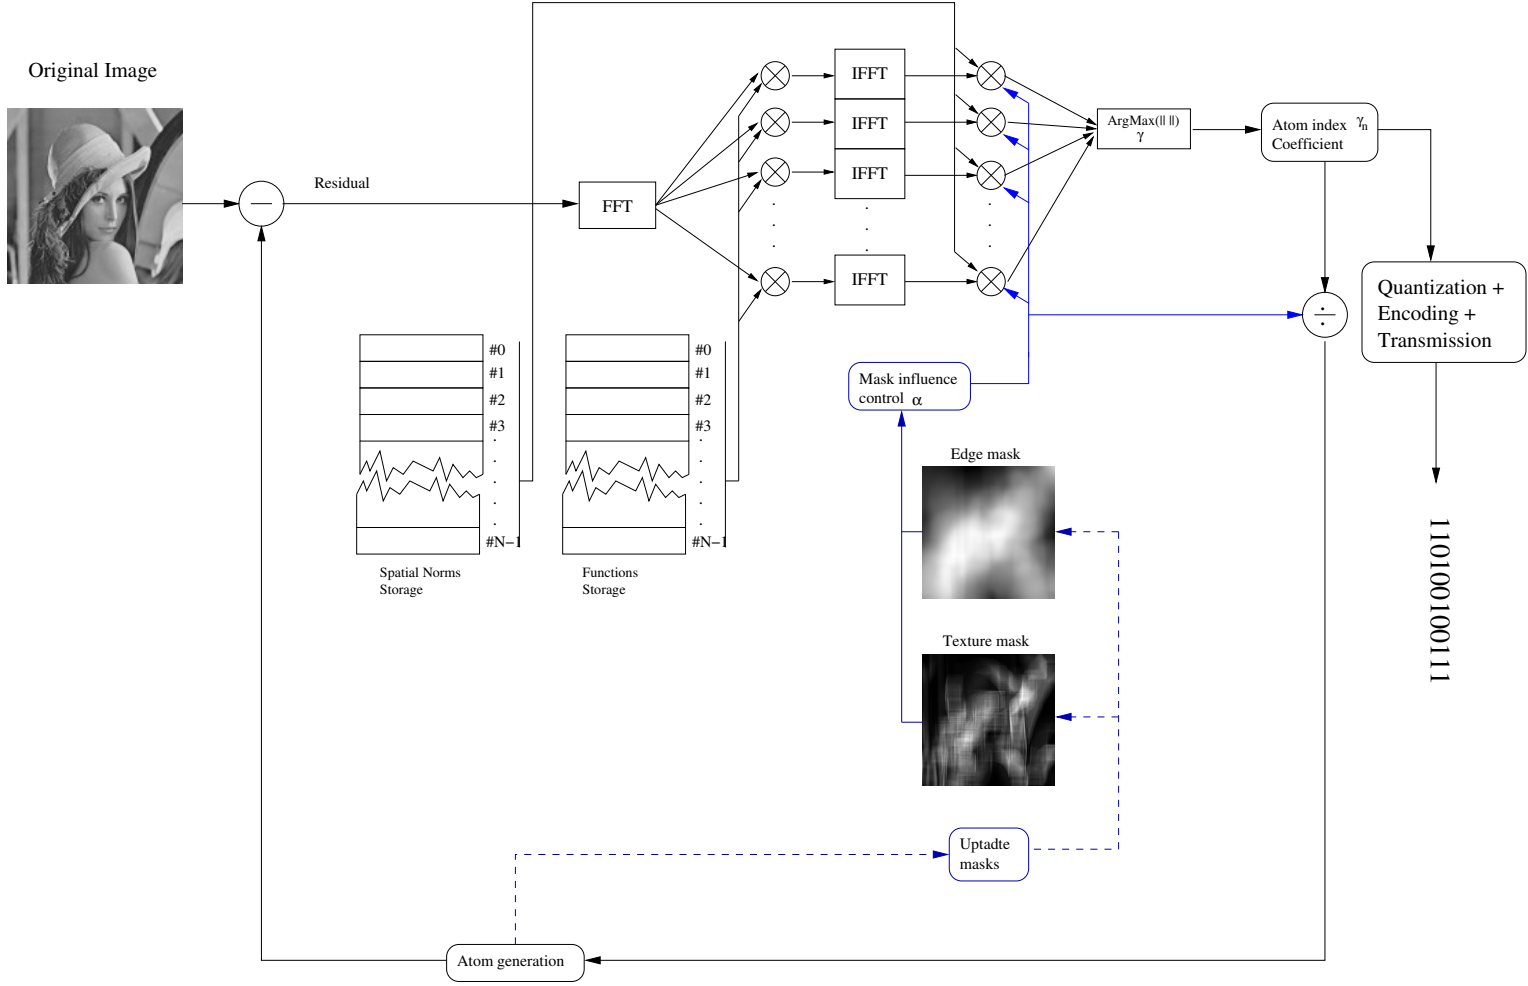 Original Image
Residual
FFT
IFFT
IFFT
IFFT
IFFT
ArgMax(|| ||)
γ
Atom index γn
Coefficient
Quantization +
Encoding +
Transmission
#0
#1
#2
#3
#N−1
Spatial Norms
Storage
#0
#1
#2
#3
#N−1
Functions
Storage
Mask influence
control α
Edge mask
Texture mask
110100100111
Uptadte
masks
Atom generation